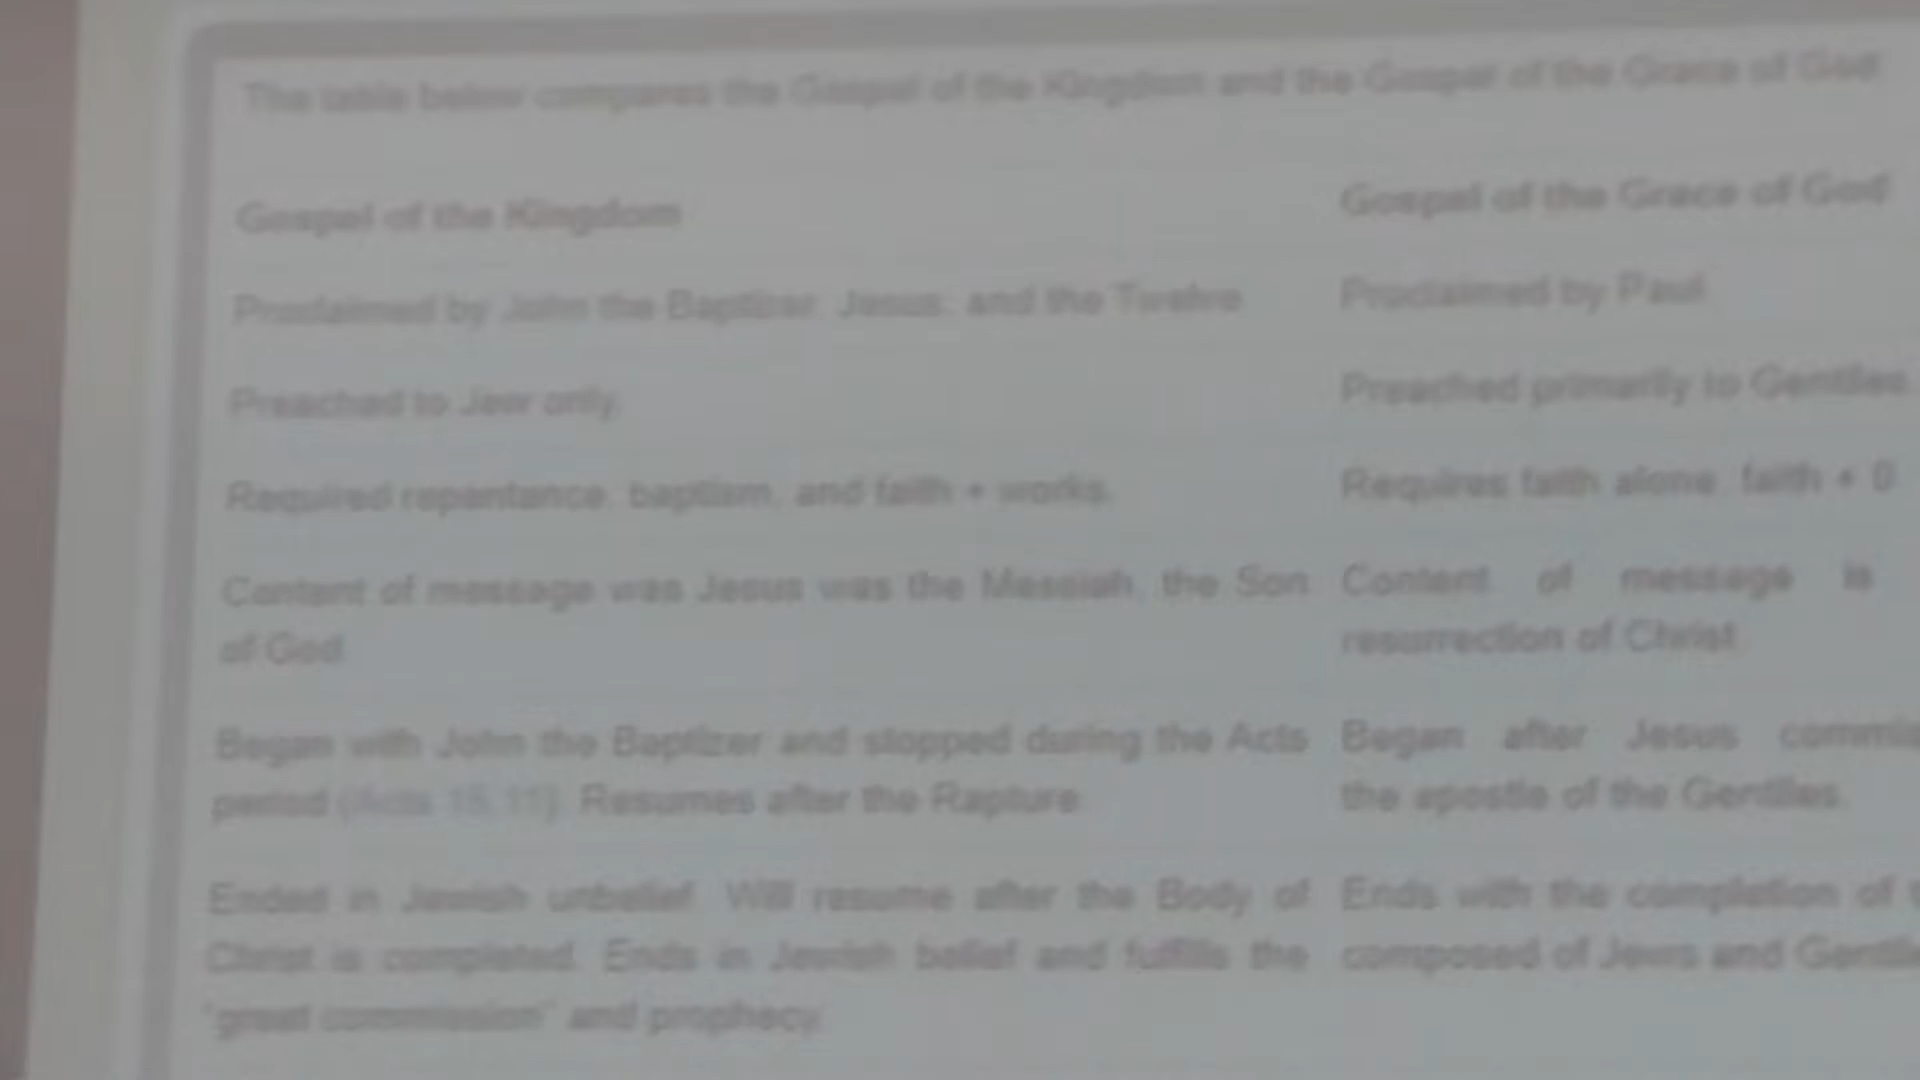 The table below compares the Gospel of the Kingdom and the Gospel of the Grace of God
Gospel of the Kingdom
Gospel of the Grace of God
Proclaimed by John the Baptizer, Jesus, and the Twelve
Proclaimed by Paul
Preached to Jew only.
Preached primarily to Gentiles.
Required repentance, baptism, and faith + works.
Requires faith alone, faith + 0
Content of message was Jesus was the Messiah, the Son
of God
Content of message is
resurrection of Christ.
Began with John the Baptizer and stopped during the Acts
period (Acts 15.11). Resumes after the Rapture
Began after Jesus commis
the apostle of the Gentiles.
Ended in Jewish unbelief. Will resume after the Body of
Christ is completed. Ends in Jewish belief and fulfills the
"great commission" and prophecy.
Ends with the completion of
composed of Jews and